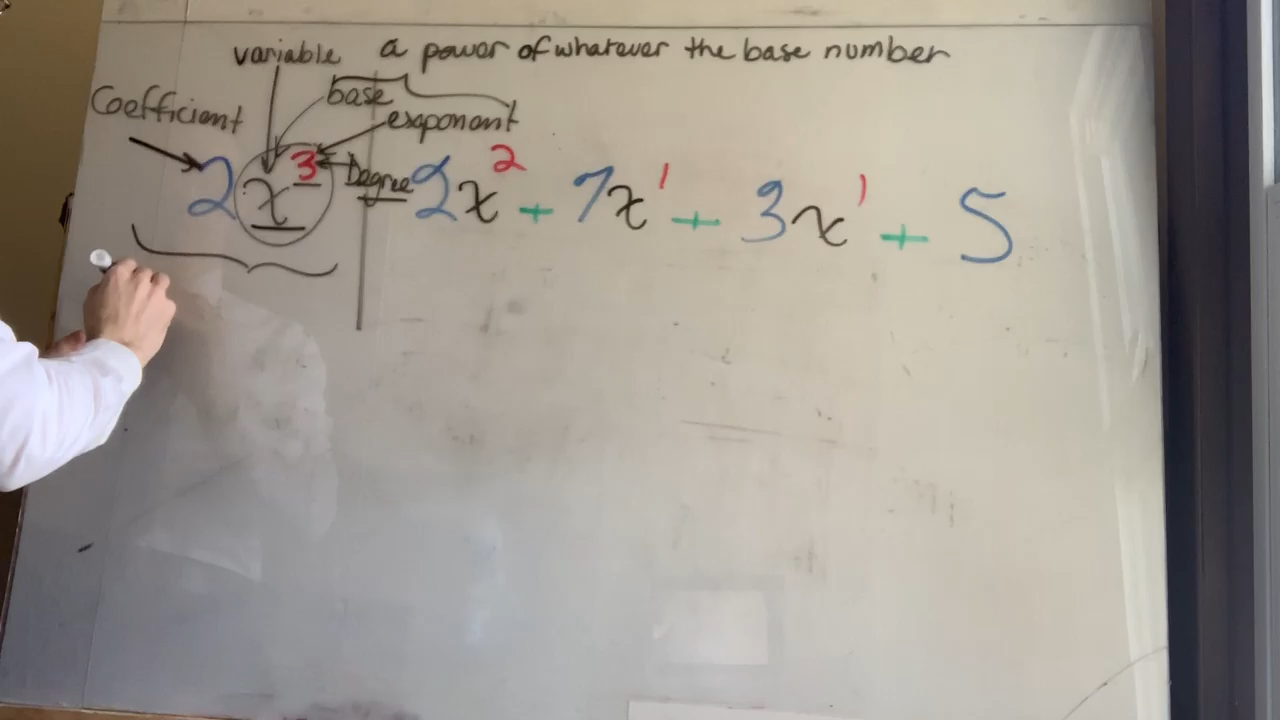 variable a power of whatever the base number
Coefficient base
exponent
2x³ Degree 2x² + 7x¹ + 3x¹ + 5